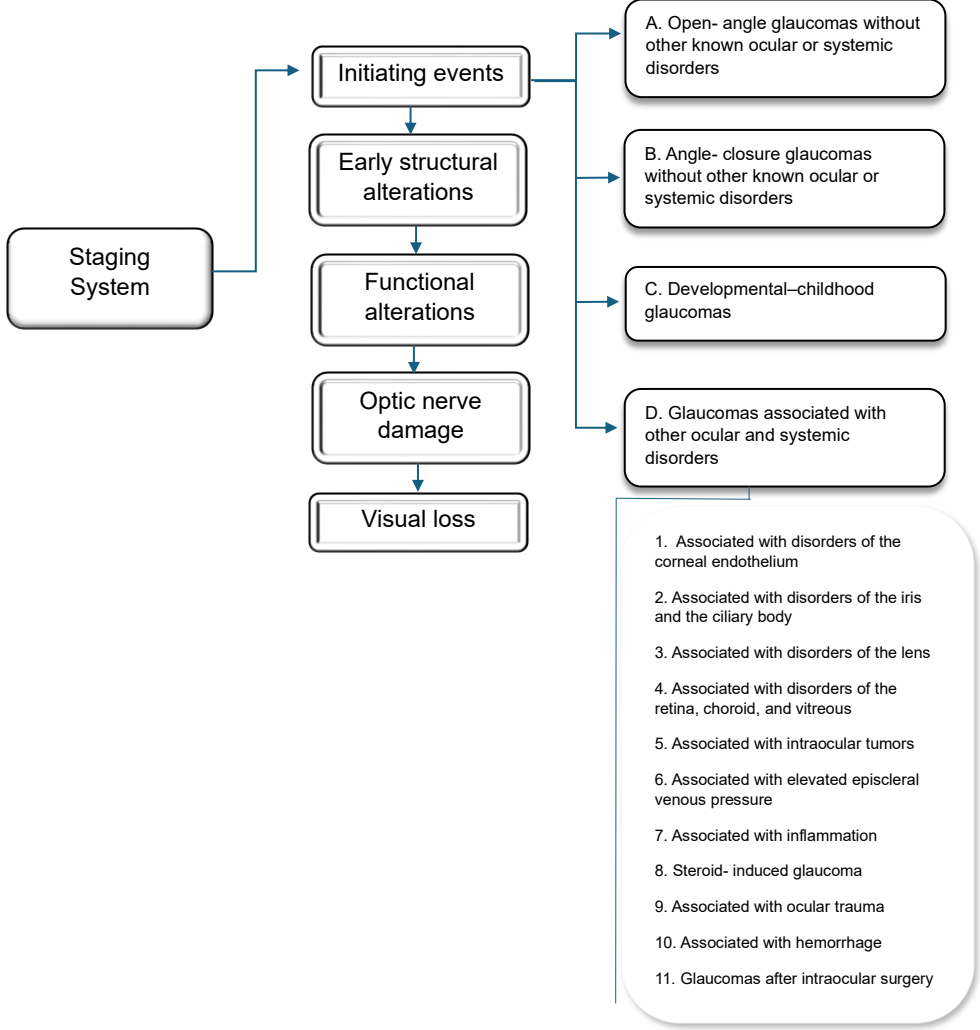 Staging
System
Initiating events
Early structural
alterations
Functional
alterations
Optic nerve
damage
Visual loss
A. Open- angle glaucomas without
other known ocular or systemic
disorders
B. Angle- closure glaucomas
without other known ocular or
systemic disorders
C. Developmental–childhood
glaucomas
D. Glaucomas associated with
other ocular and systemic
disorders
1. Associated with disorders of the
corneal endothelium
2. Associated with disorders of the iris
and the ciliary body
3. Associated with disorders of the lens
4. Associated with disorders of the
retina, choroid, and vitreous
5. Associated with intraocular tumors
6. Associated with elevated episcleral
venous pressure
7. Associated with inflammation
8. Steroid- induced glaucoma
9. Associated with ocular trauma
10. Associated with hemorrhage
11. Glaucomas after intraocular surgery